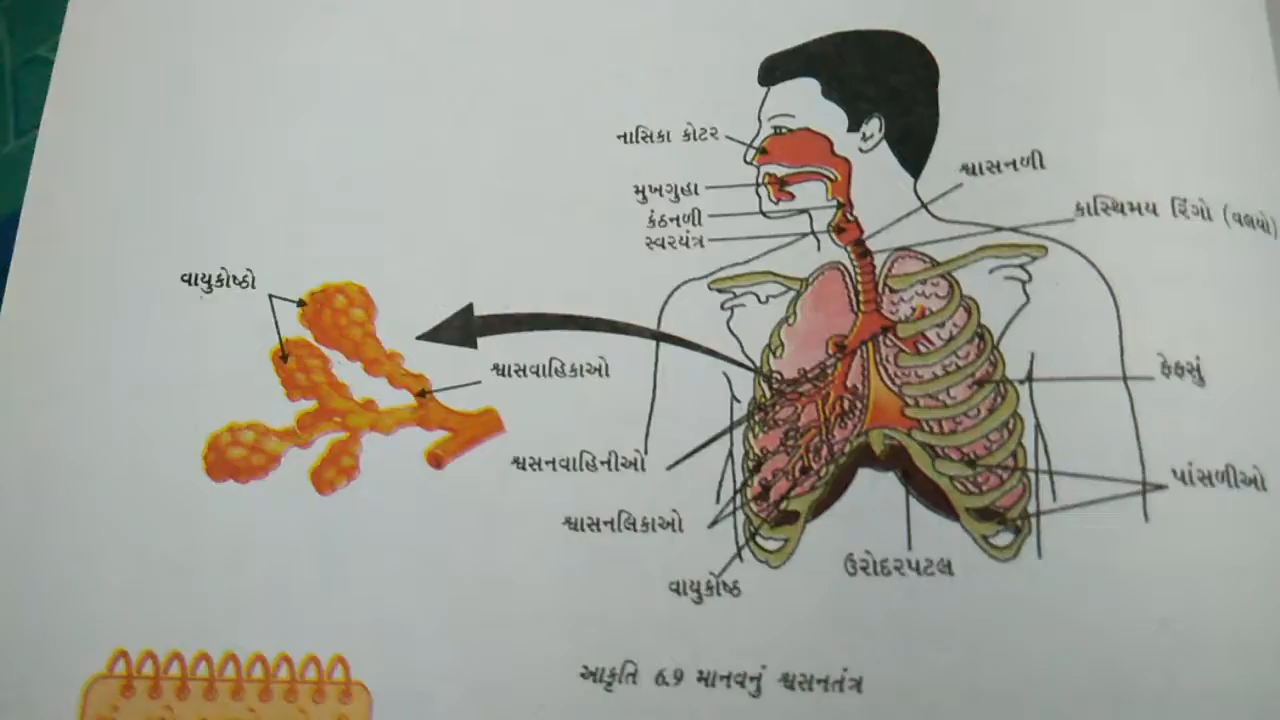 નાસિકા કોટર
મુખગુહા
કંઠનળી
સ્વરયંત્ર
શ્વાસનળી
કાસ્થિમય રિંગો (વલયો)
વાયુકોષ્ઠો
શ્વાસવાહિકાઓ
ફેફસું
શ્વસનવાહિનીઓ
પાંસળીઓ
શ્વાસનલિકાઓ
ઉરોદરપટલ
વાયુકોષ્ઠ
આકૃતિ 6.9 માનવનું શ્વસનતંત્ર